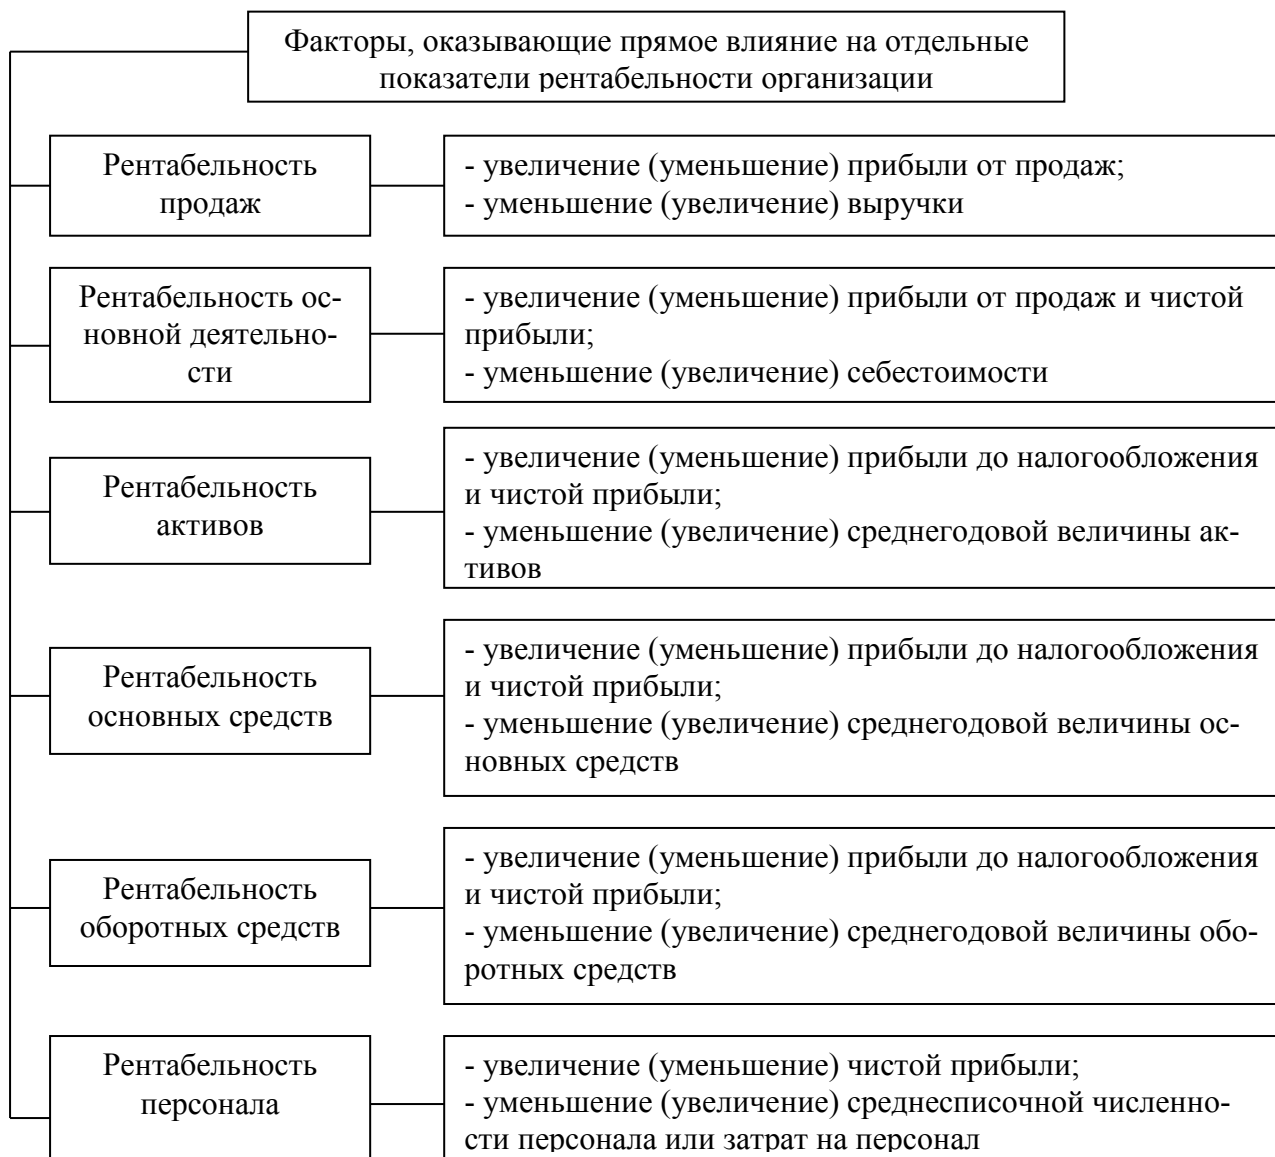 Факторы, оказывающие прямое влияние на отдельные
показатели рентабельности организации
Рентабельность
продаж
- увеличение (уменьшение) прибыли от продаж;
- уменьшение (увеличение) выручки
Рентабельность ос-
новной деятельно-
сти
- увеличение (уменьшение) прибыли от продаж и чистой
прибыли;
- уменьшение (увеличение) себестоимости
Рентабельность
активов
- увеличение (уменьшение) прибыли до налогообложения
и чистой прибыли;
- уменьшение (увеличение) среднегодовой величины ак-
тивов
Рентабельность
основных средств
- увеличение (уменьшение) прибыли до налогообложения
и чистой прибыли;
- уменьшение (увеличение) среднегодовой величины ос-
новных средств
Рентабельность
оборотных средств
- увеличение (уменьшение) прибыли до налогообложения
и чистой прибыли;
- уменьшение (увеличение) среднегодовой величины обо-
ротных средств
Рентабельность
персонала
- увеличение (уменьшение) чистой прибыли;
- уменьшение (увеличение) среднесписочной численно-
сти персонала или затрат на персонал